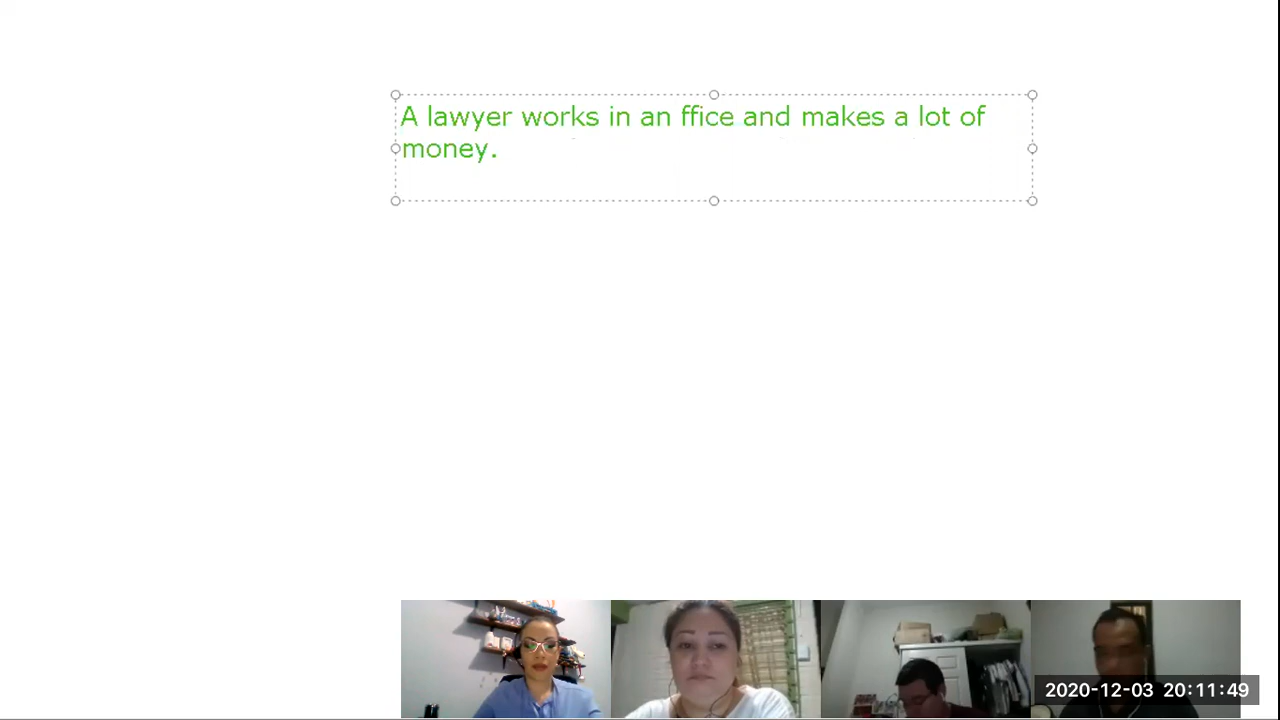 A lawyer works in an ffice and makes a lot of
money.
2020-12-03 20:11:49